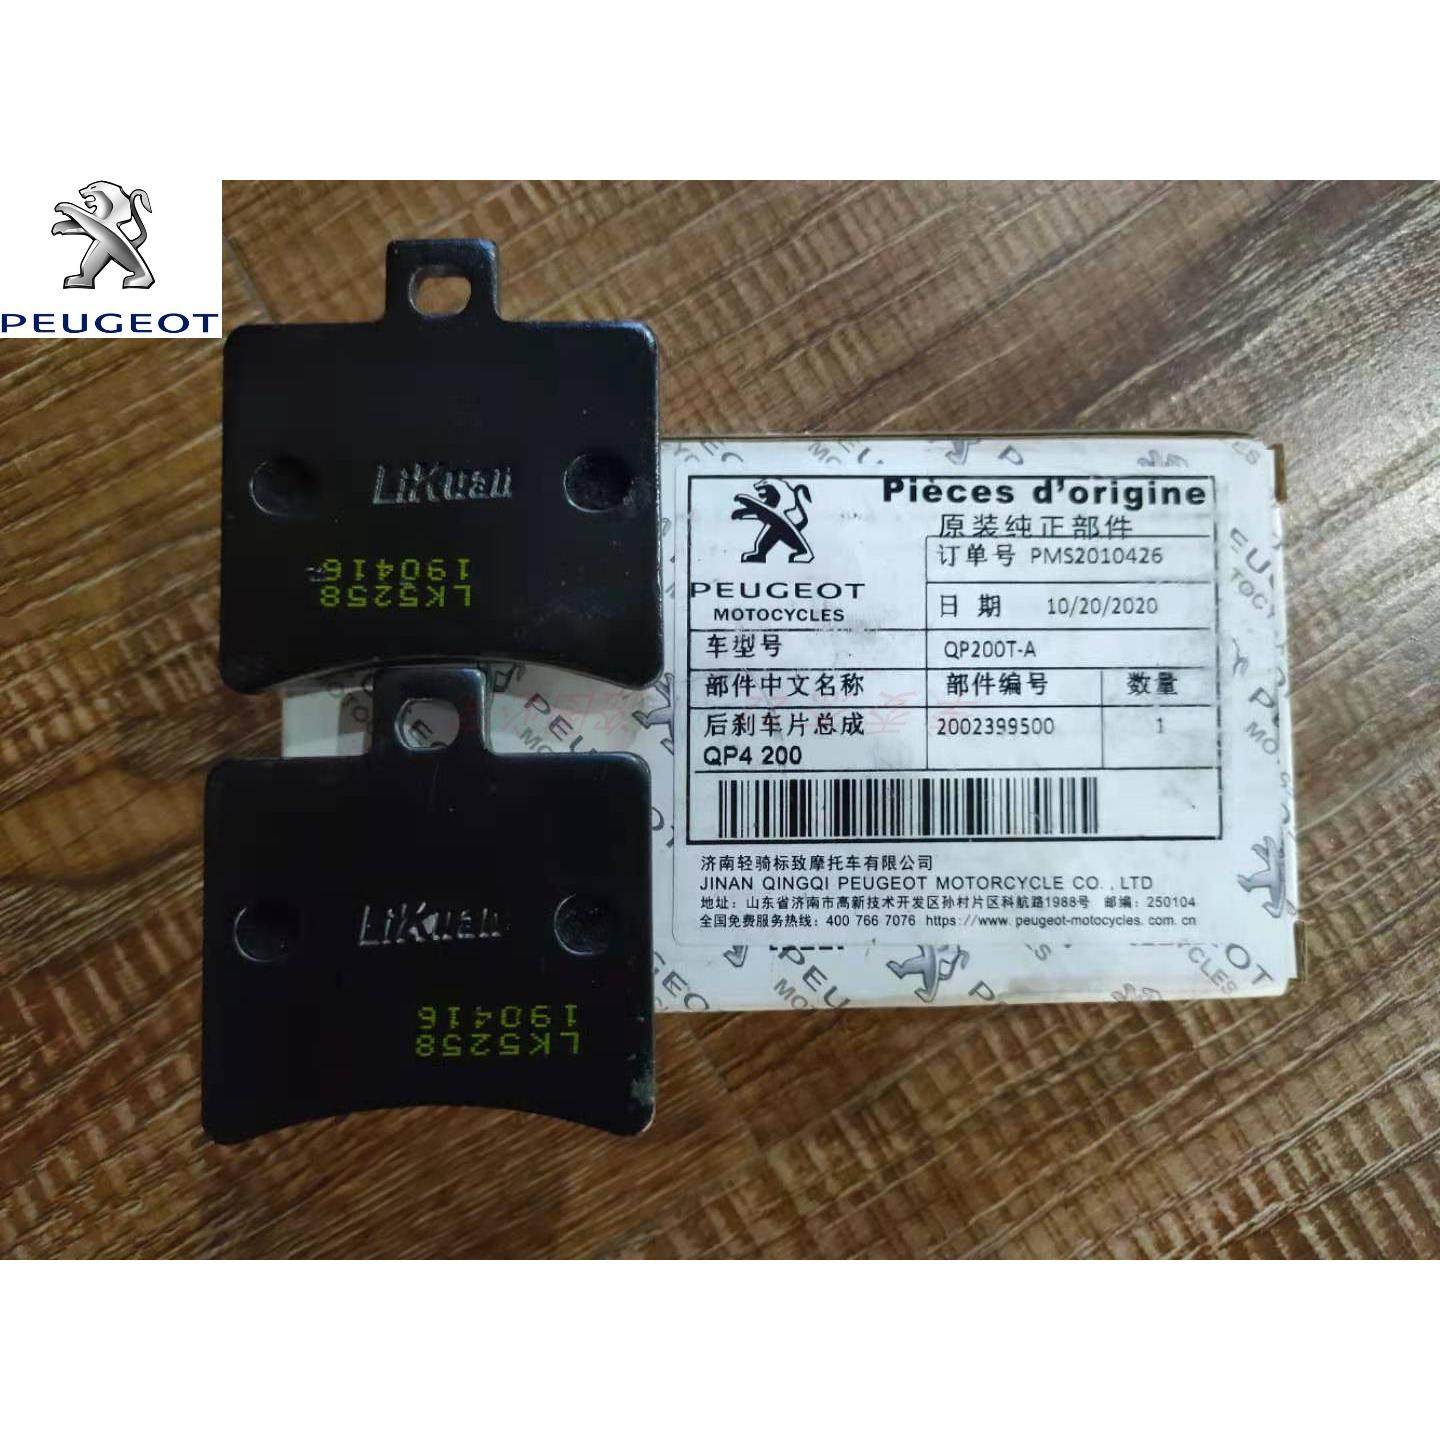 PEUGEOT
LiKuan
LK5258
190416
LiKuan
LK5258
190416
Pièces d'origine
原装纯正部件
PEUGEOT
MOTOCYCLES
订单号 PMS2010426
日 期 10/20/2020
车型号 QP200T-A
部件中文名称 部件编号 数量
后刹车片总成 2002399500 1
QP4 200
济南轻骑标致摩托车有限公司
JINAN QINGQI PEUGEOT MOTORCYCLE CO. , LTD
地址：山东省济南市高新技术开发区孙村片区科航路1988号 邮编：250104
全国免费服务热线：400 766 7076 https://www. peugeot-motocycles. com. cn
PEUGEOT